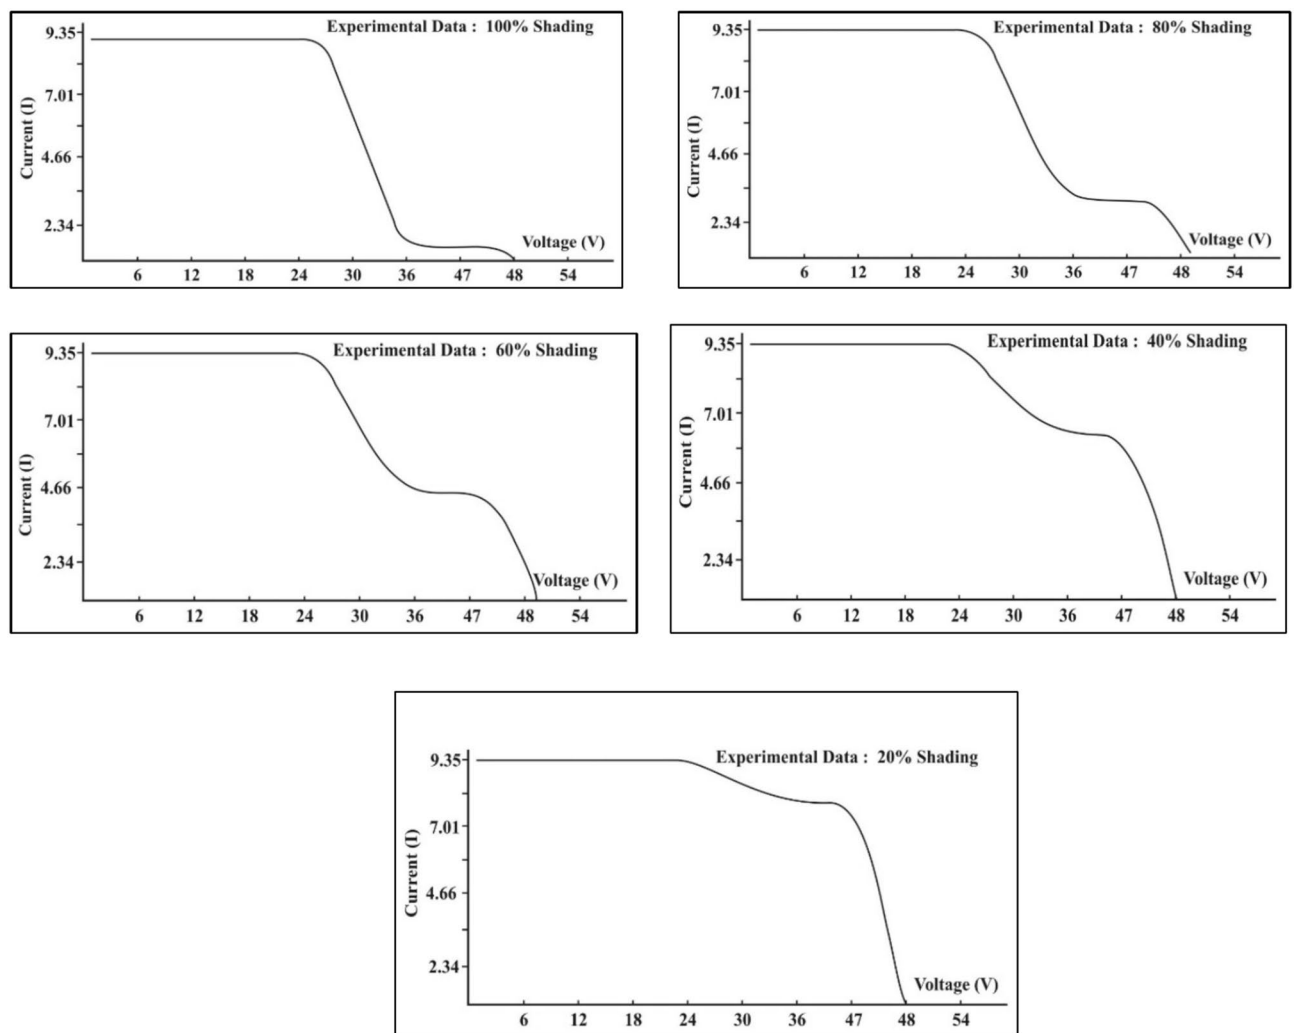 Experimental Data : 100% Shading
9.35
7.01
4.66
2.34
Current (I)
Voltage (V)
6 12 18 24 30 36 47 48 54
Experimental Data : 80% Shading
9.35
7.01
4.66
2.34
Current (I)
Voltage (V)
6 12 18 24 30 36 47 48 54
Experimental Data : 60% Shading
9.35
7.01
4.66
2.34
Current (I)
Voltage (V)
6 12 18 24 30 36 47 48 54
Experimental Data : 40% Shading
9.35
7.01
4.66
2.34
Current (I)
Voltage (V)
6 12 18 24 30 36 47 48 54
Experimental Data : 20% Shading
9.35
7.01
4.66
2.34
Current (I)
Voltage (V)
6 12 18 24 30 36 47 48 54